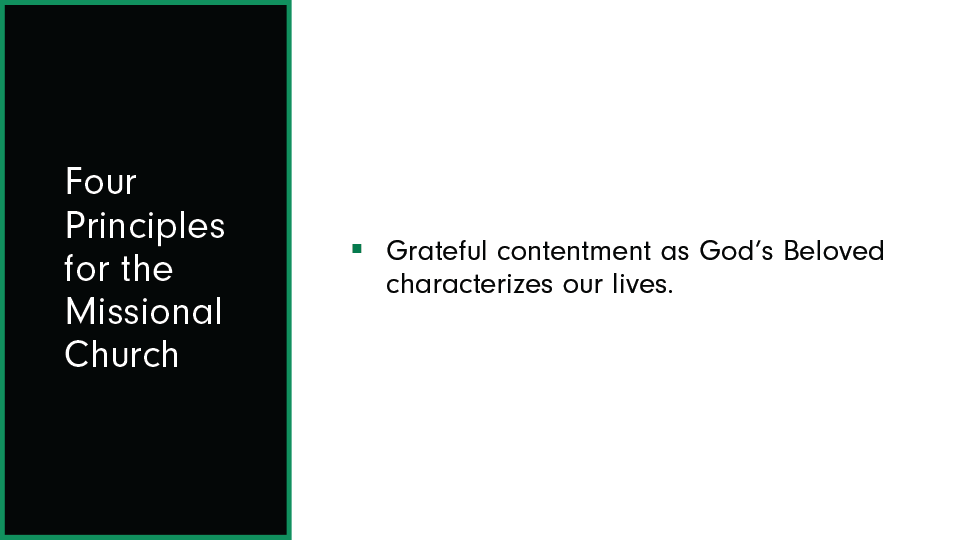 Four
Principles
for the
Missional
Church
Grateful contentment as God’s Beloved
characterizes our lives.